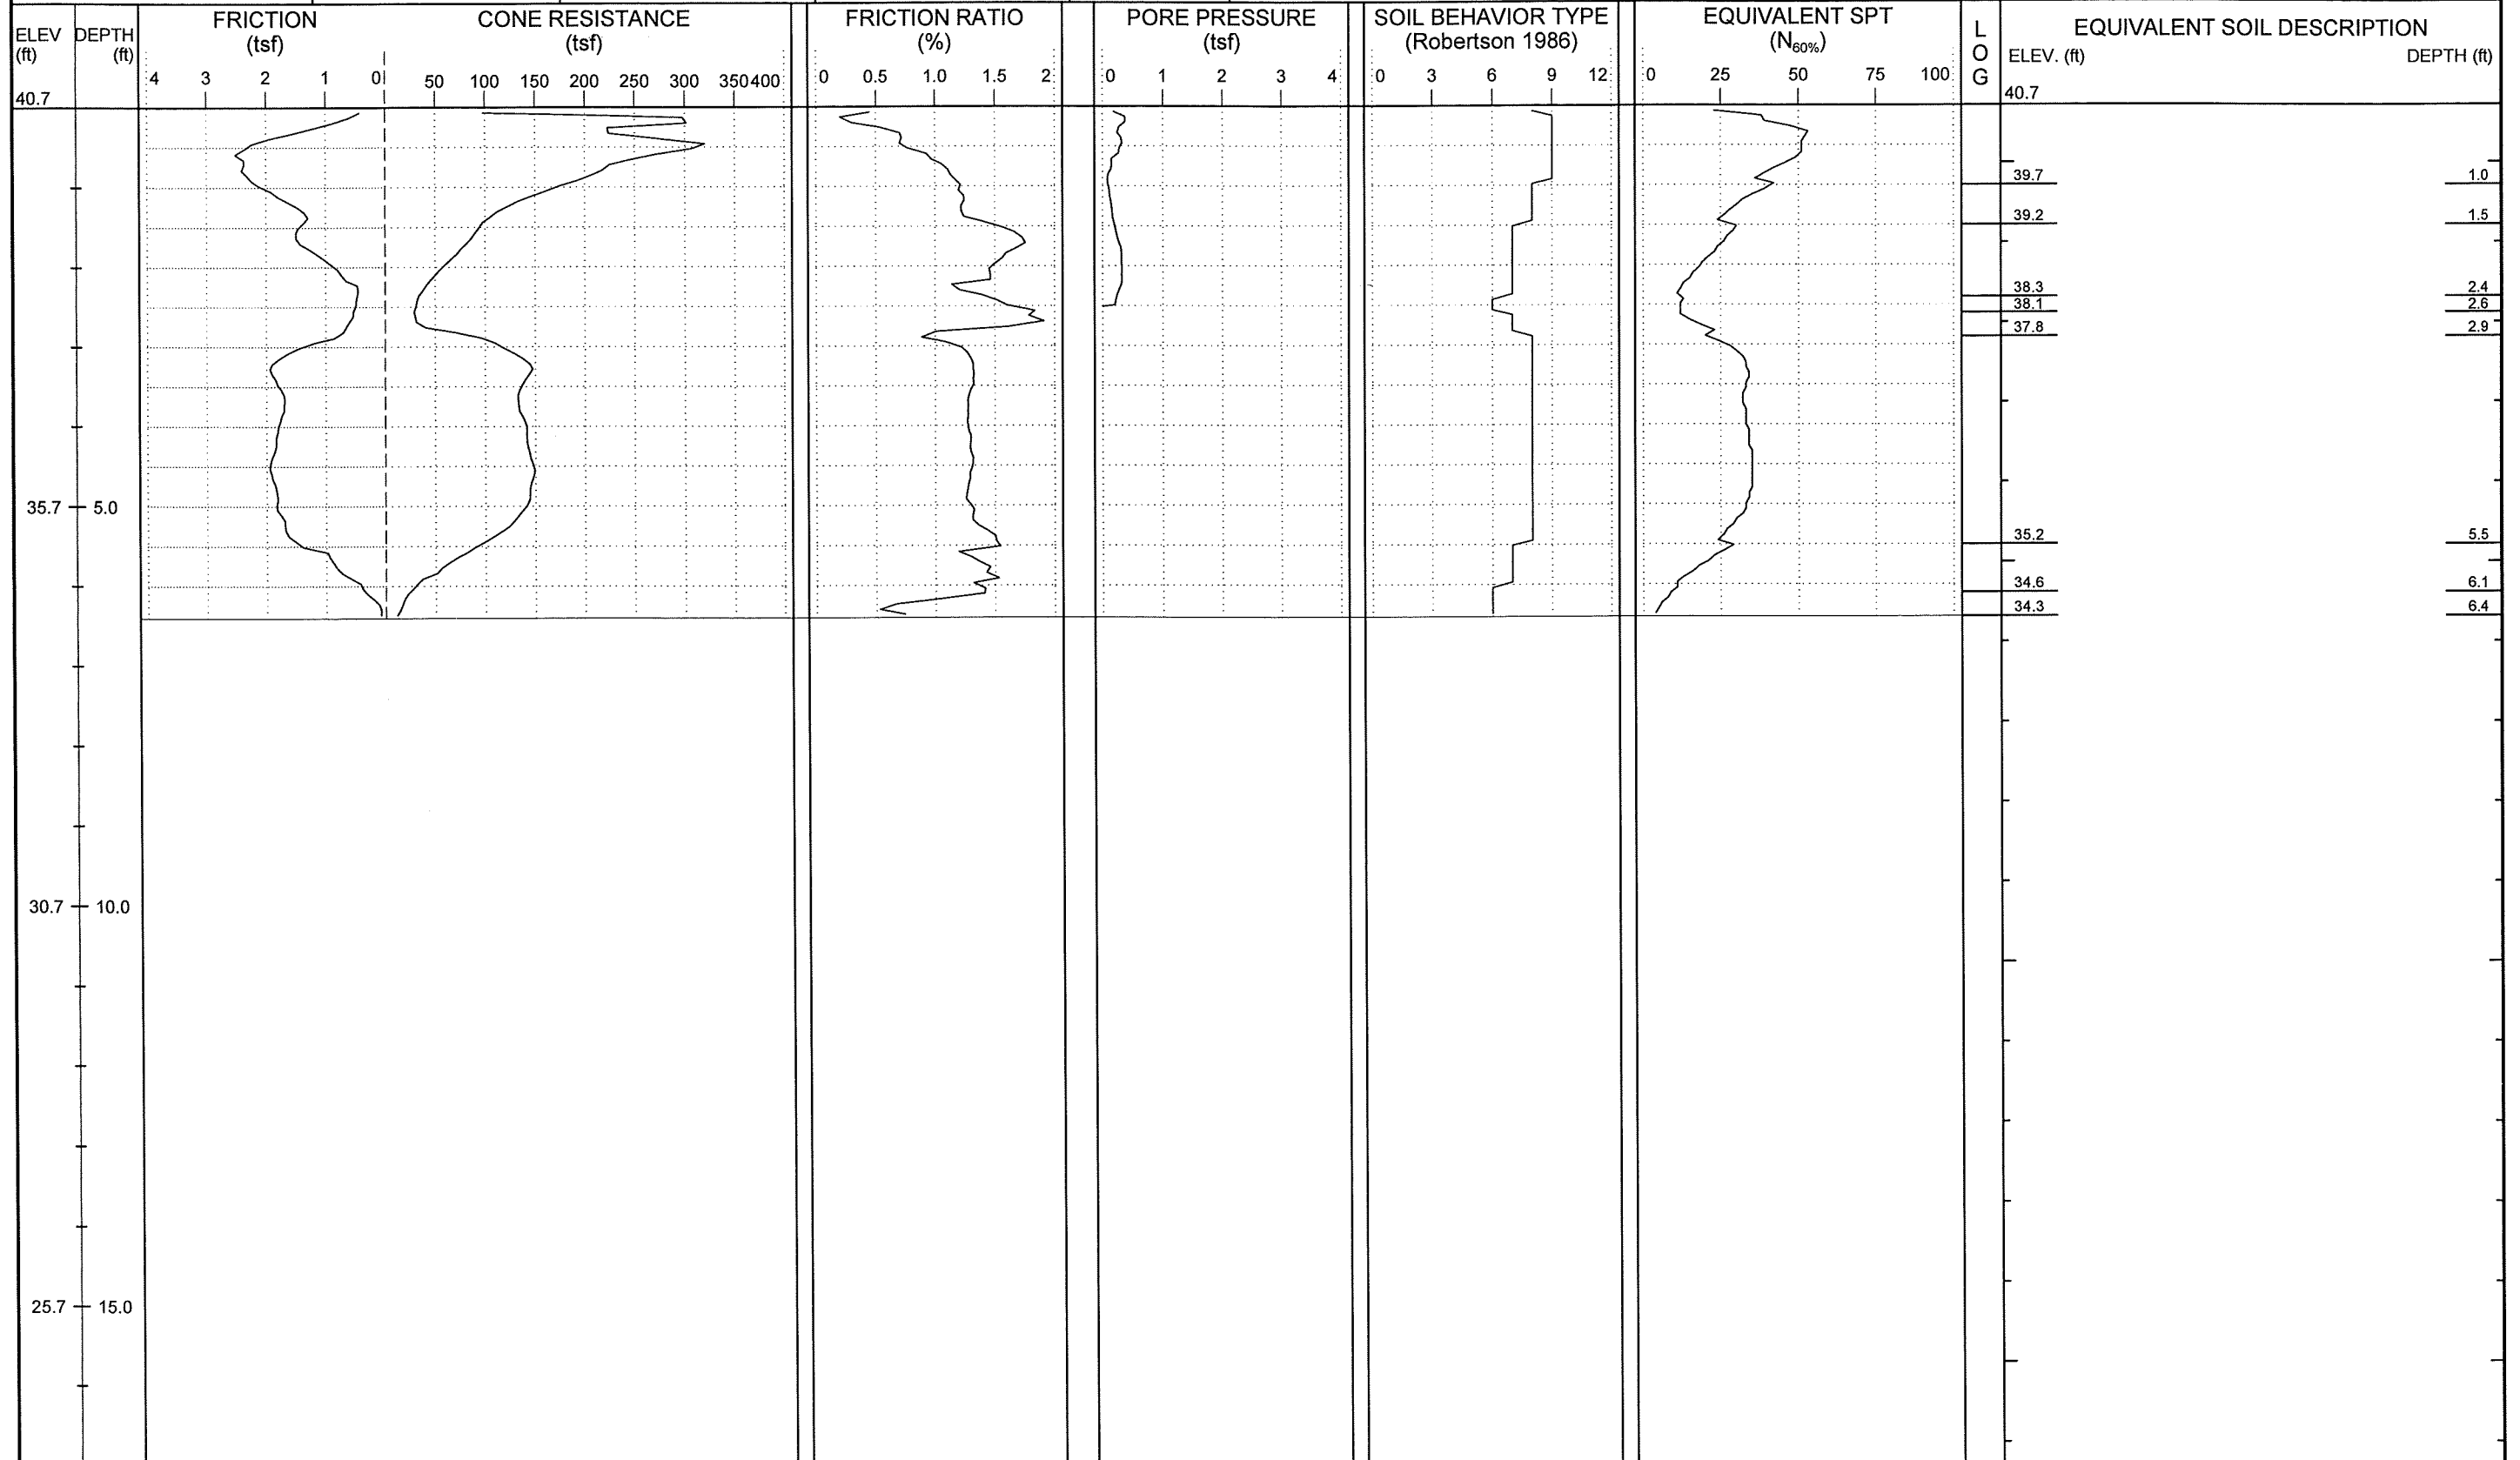 ELEV (ft)
DEPTH (ft)
40.7
FRICTION
(tsf)
4 3 2 1 0
CONE RESISTANCE
(tsf)
50 100 150 200 250 300 350 400
FRICTION RATIO
(%)
0 0.5 1.0 1.5 2
PORE PRESSURE
(tsf)
0 1 2 3 4
SOIL BEHAVIOR TYPE
(Robertson 1986)
0 3 6 9 12
EQUIVALENT SPT
(N60%)
0 25 50 75 100
LOG
EQUIVALENT SOIL DESCRIPTION
ELEV. (ft) DEPTH (ft)
40.7
39.7 1.0
39.2 1.5
38.3 2.4
38.1 2.6
37.8 2.9
35.7 5.0
35.2 5.5
34.6 6.1
34.3 6.4
30.7 10.0
25.7 15.0